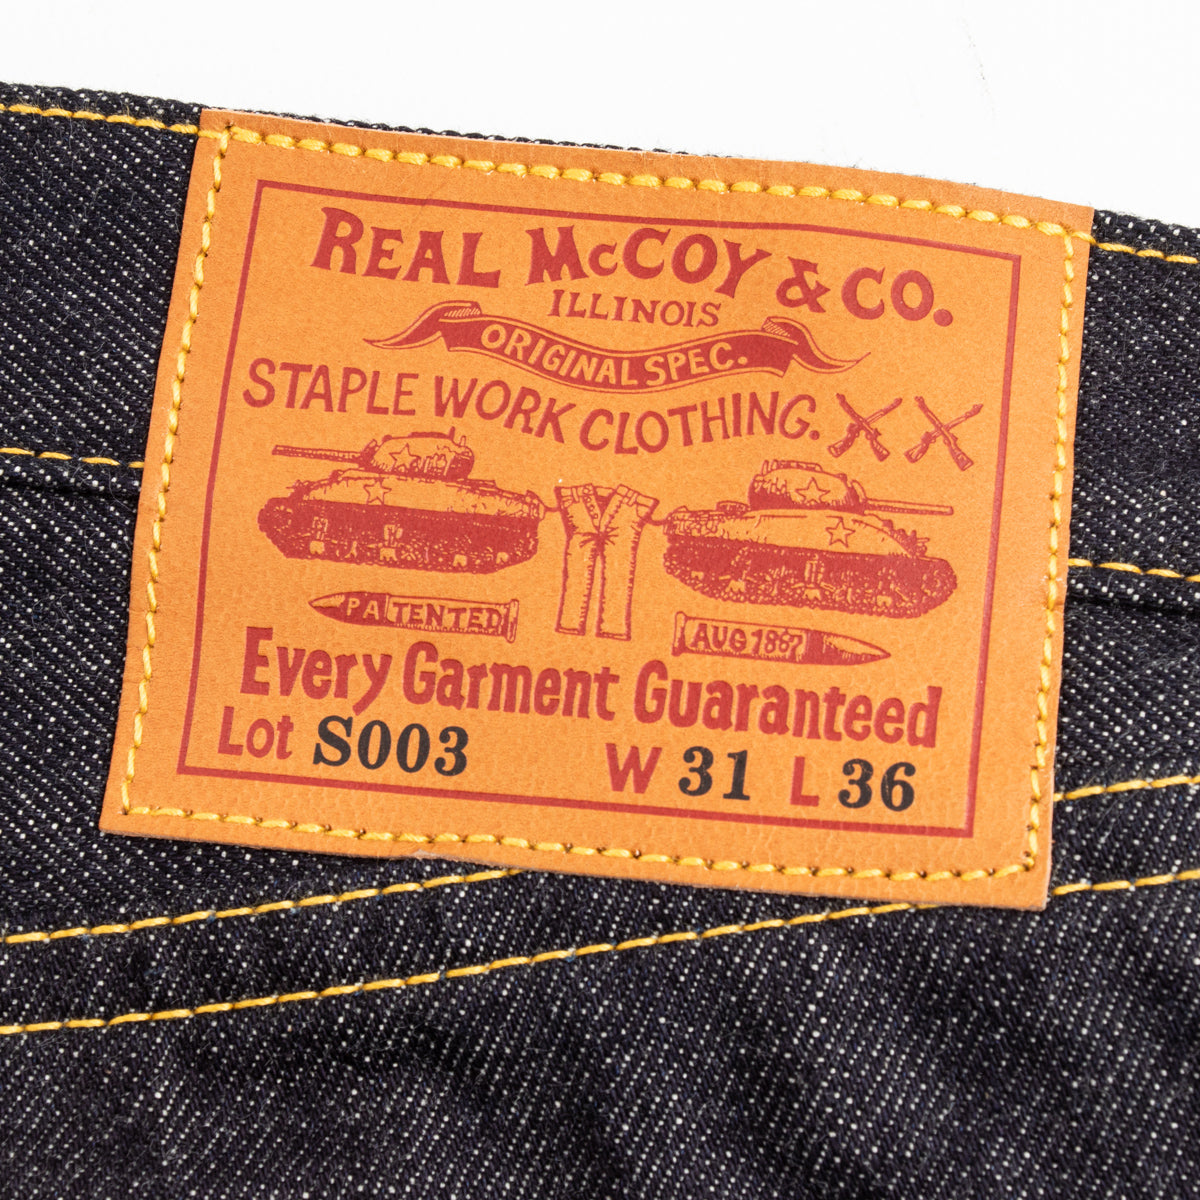 REAL McCOY & CO.
ILLINOIS
ORIGINAL SPEC.
STAPLE WORK CLOTHING.
PATENTED
AUG 1887
Every Garment Guaranteed
Lot S003 W 31 L 36